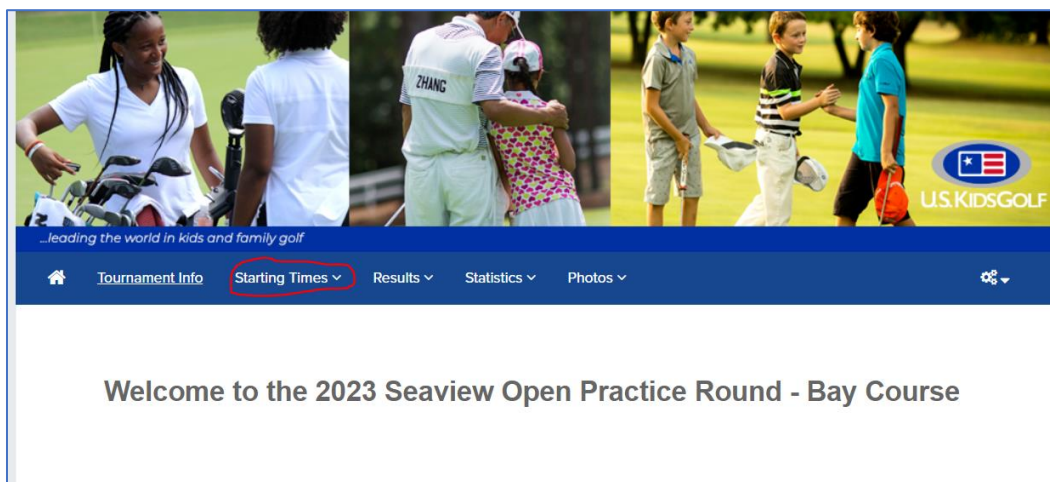 ZHANG
U.S.KIDSGOLF
...leading the world in kids and family golf
Tournament Info Starting Times Results Statistics Photos
Welcome to the 2023 Seaview Open Practice Round - Bay Course